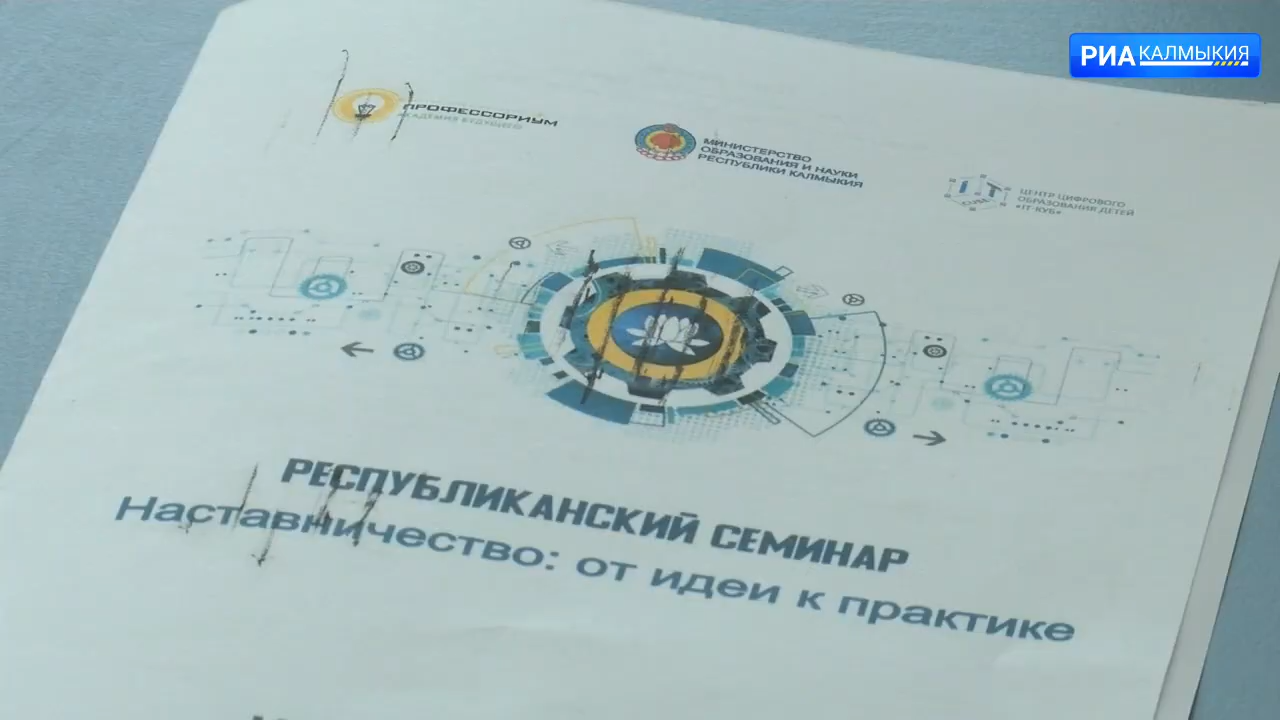 РИА КАЛМЫКИЯ
ПРОФЕССОРИУМ
АКАДЕМИЯ БУДУЩЕГО
МИНИСТЕРСТВО
ОБРАЗОВАНИЯ И НАУКИ
РЕСПУБЛИКИ КАЛМЫКИЯ
IT
ЦЕНТР ЦИФРОВОГО
ОБРАЗОВАНИЯ ДЕТЕЙ
«IT-КУБ»
РЕСПУБЛИКАНСКИЙ СЕМИНАР
Наставничество: от идеи к практике